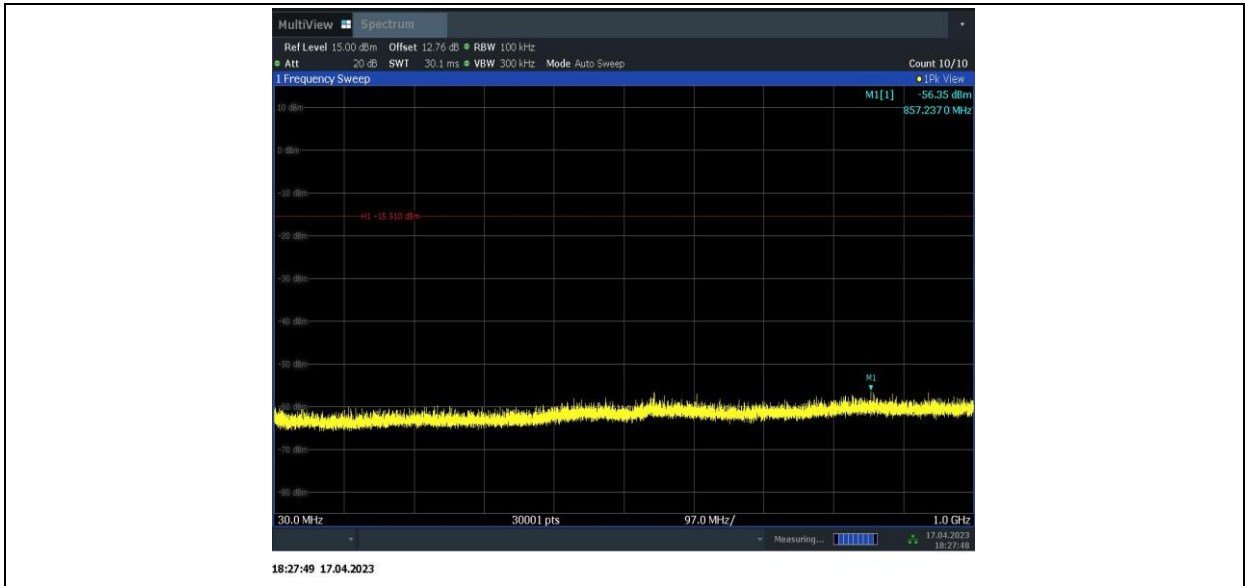 MultiView Spectrum
Ref Level 15.00 dBm Offset 12.76 dB RBW 100 kHz
Att 20 dB SWT 30.1 ms VBW 300 kHz Mode Auto Sweep Count 10/10
1 Frequency Sweep 1Pk View
M1[1] -56.35 dBm
857.2370 MHz
10 dBm
0 dBm
-10 dBm
H1 -15.510 dBm
-20 dBm
-30 dBm
-40 dBm
-50 dBm
M1
-60 dBm
-70 dBm
-80 dBm
30.0 MHz 30001 pts 97.0 MHz/ 1.0 GHz
Measuring... 17.04.2023
18:27:48
18:27:49 17.04.2023